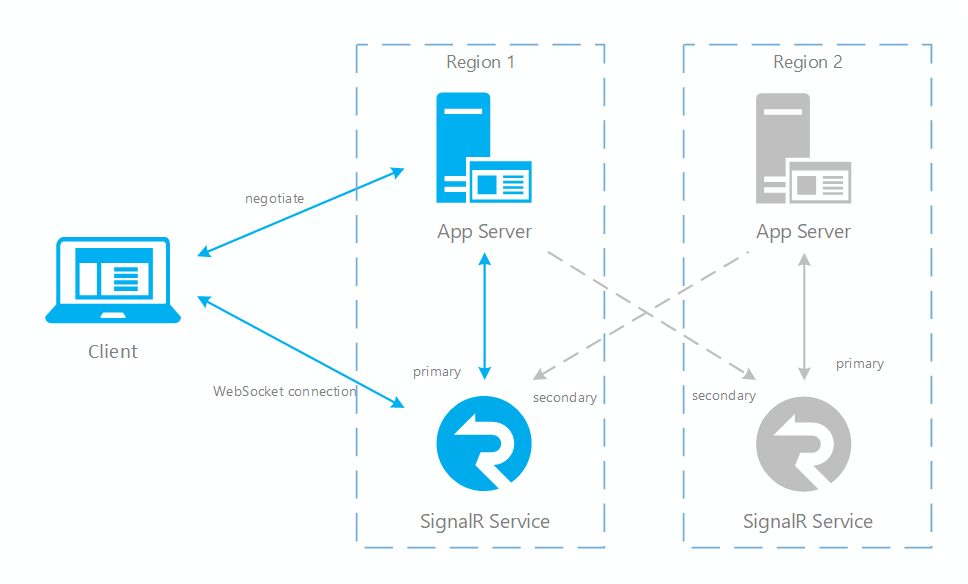 Region 1
Region 2
negotiate
App Server
App Server
Client
primary
primary
WebSocket connection
secondary
secondary
SignalR Service
SignalR Service